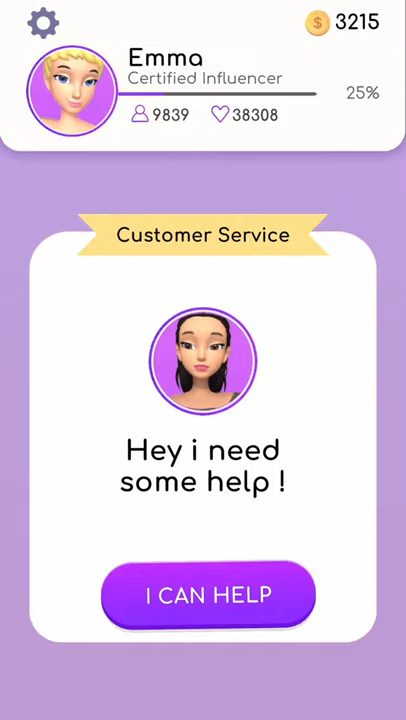 3215
Emma
Certified Influencer
25%
9839 38308
Customer Service
Hey i need
some help !
I CAN HELP